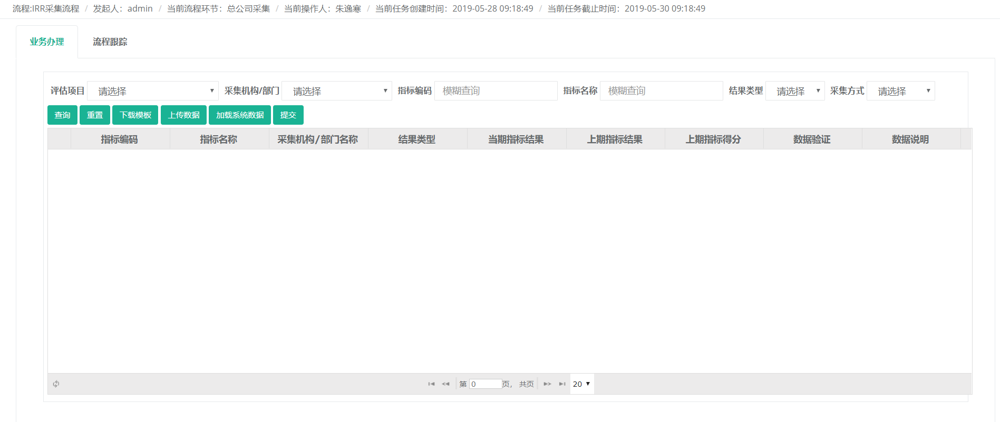 流程:IRR采集流程 / 发起人：admin / 当前流程环节：总公司采集 / 当前操作人：朱逸寒 / 当前任务创建时间：2019-05-28 09:18:49 / 当前任务截止时间：2019-05-30 09:18:49
业务办理 流程跟踪
评估项目 请选择 采集机构/部门 请选择 指标编码 模糊查询 指标名称 模糊查询 结果类型 请选择 采集方式 请选择
查询 重置 下载模板 上传数据 加载系统数据 提交
指标编码 指标名称 采集机构/部门名称 结果类型 当期指标结果 上期指标结果 上期指标得分 数据验证 数据说明
第 0 页， 共页 20